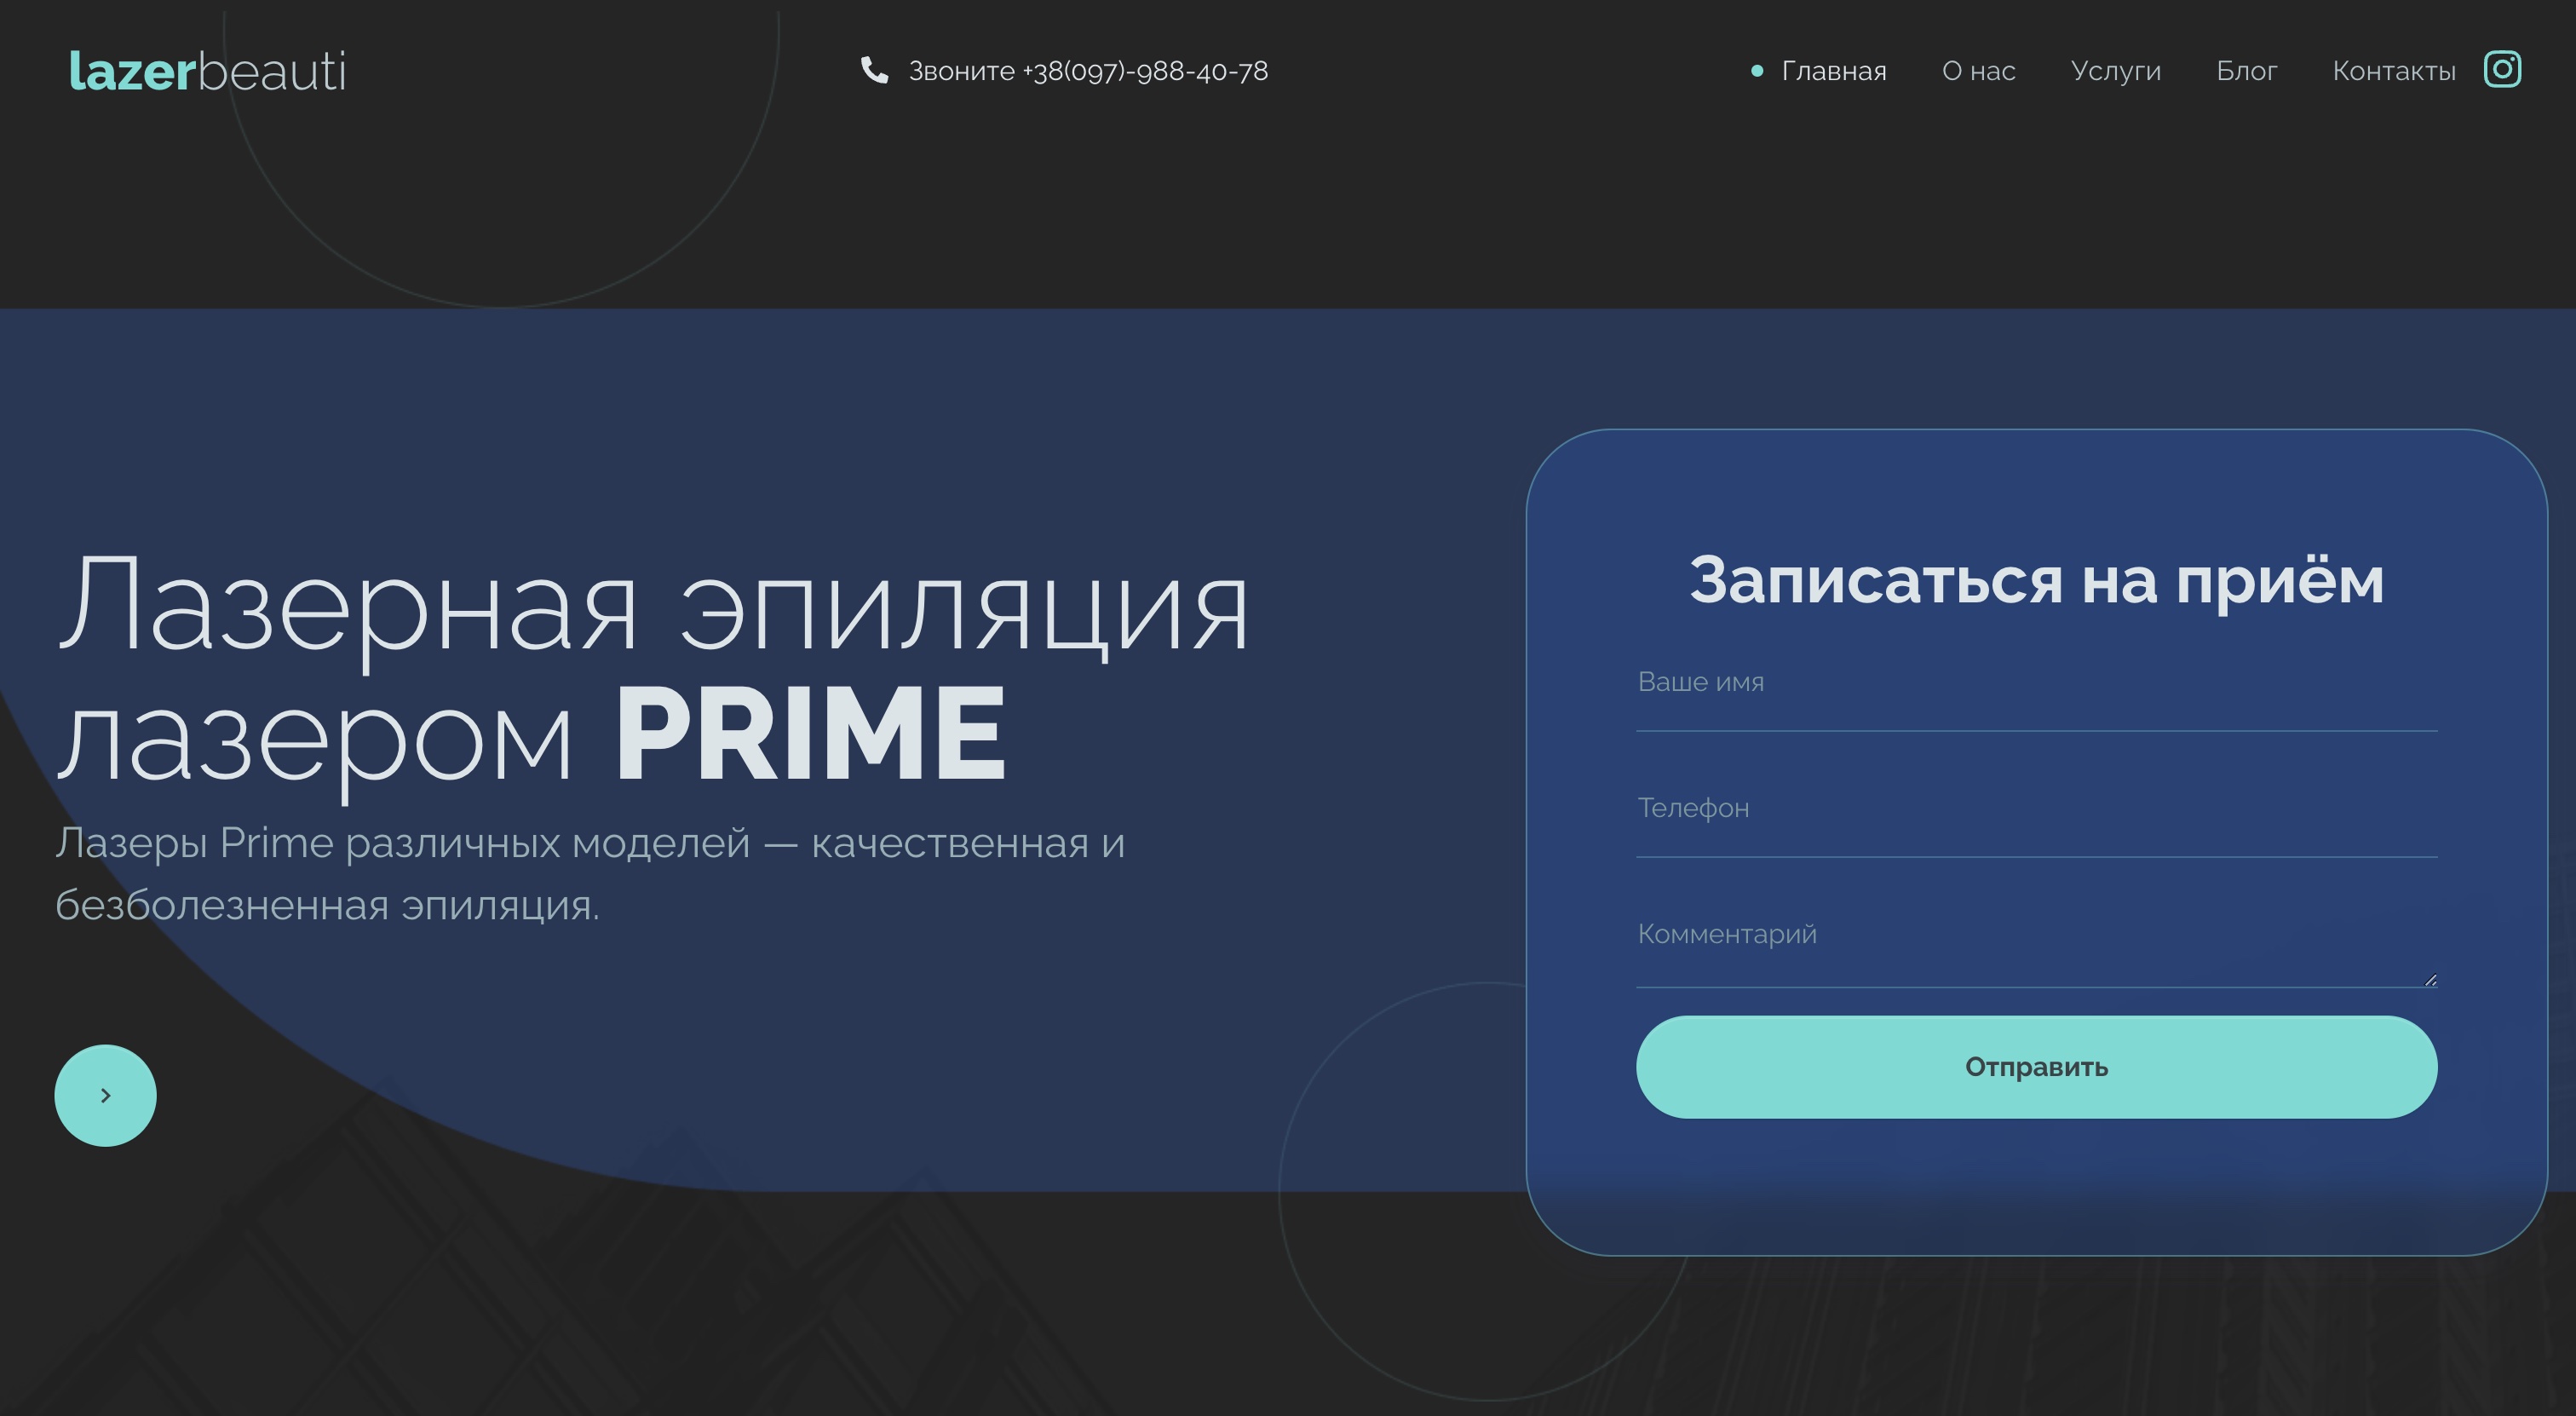 lazerbeauti
Звоните +38(097)-988-40-78
Главная
О нас
Услуги
Блог
Контакты
Лазерная эпиляция
лазером PRIME
Лазеры Prime различных моделей — качественная и
безболезненная эпиляция.
Записаться на приём
Ваше имя
Телефон
Комментарий
Отправить